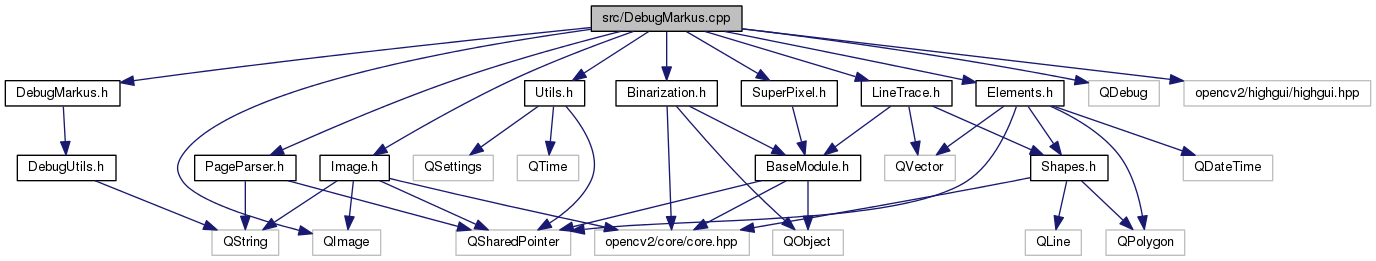 src/DebugMarkus.cpp
DebugMarkus.h
Utils.h
Binarization.h
SuperPixel.h
LineTrace.h
Elements.h
QDebug
opencv2/highgui/highgui.hpp
DebugUtils.h
PageParser.h
Image.h
QSettings
QTime
BaseModule.h
QVector
Shapes.h
QDateTime
QString
QImage
QSharedPointer
opencv2/core/core.hpp
QObject
QLine
QPolygon